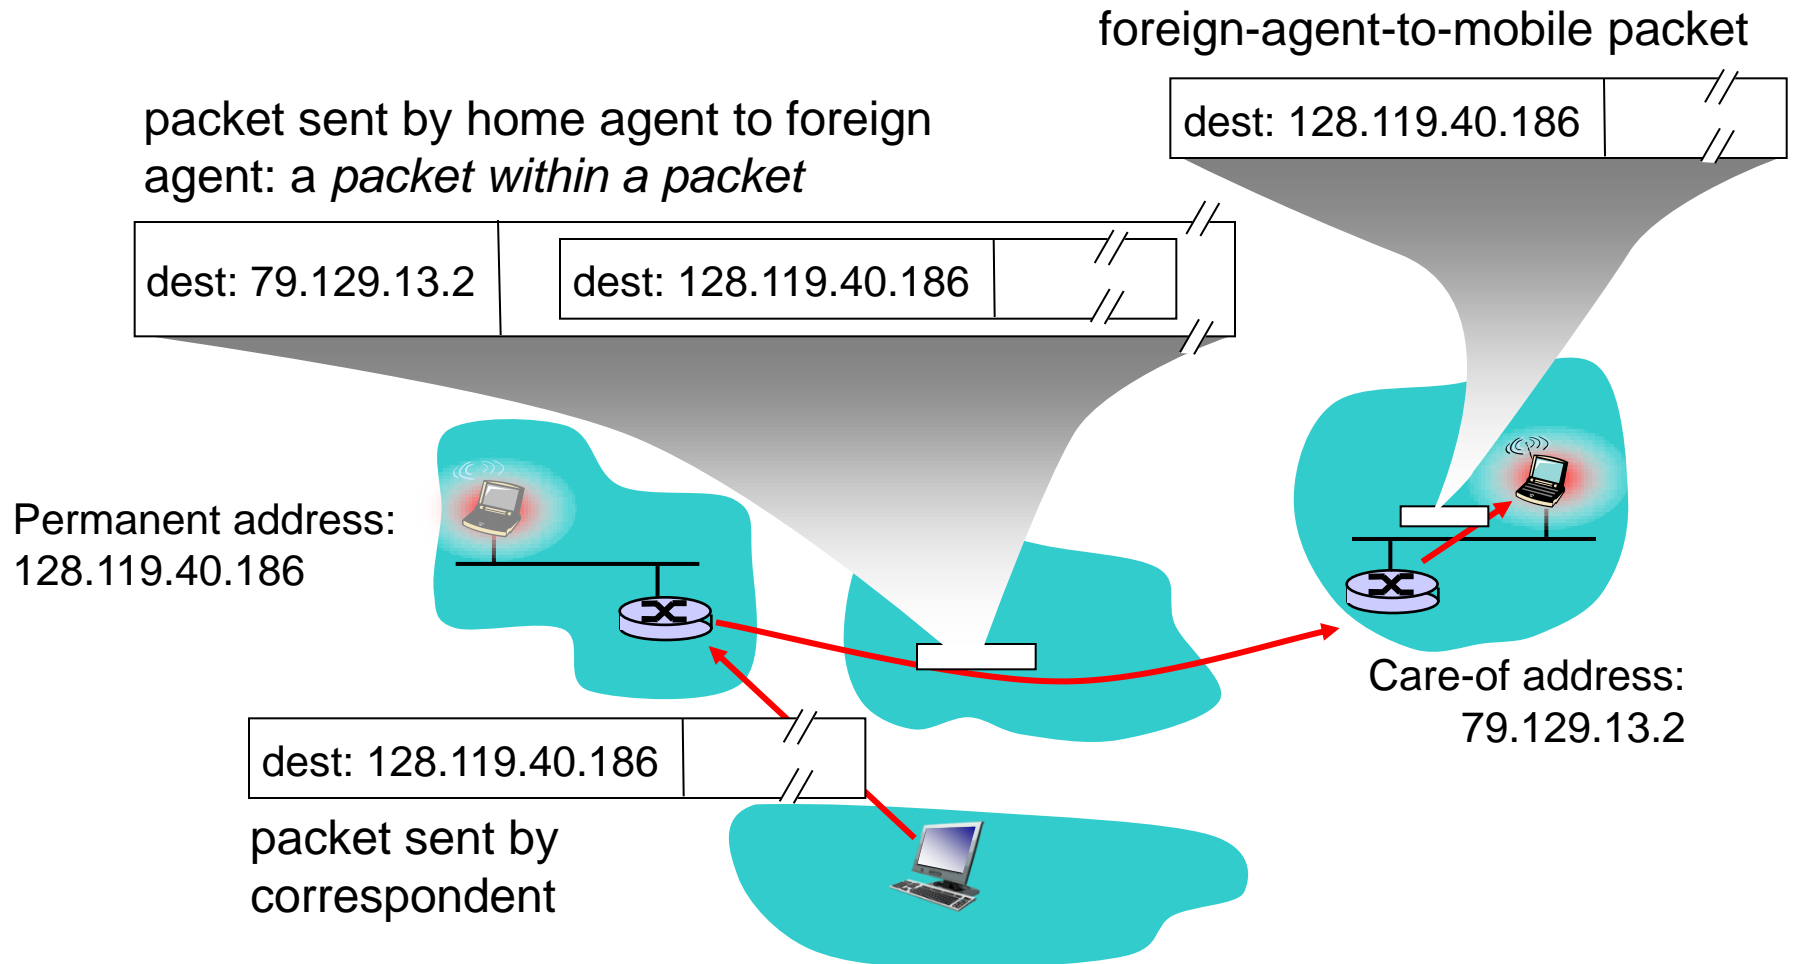 foreign-agent-to-mobile packet
dest: 128.119.40.186
packet sent by home agent to foreign
agent: a packet within a packet
dest: 79.129.13.2
dest: 128.119.40.186
Permanent address:
128.119.40.186
Care-of address:
79.129.13.2
dest: 128.119.40.186
packet sent by
correspondent